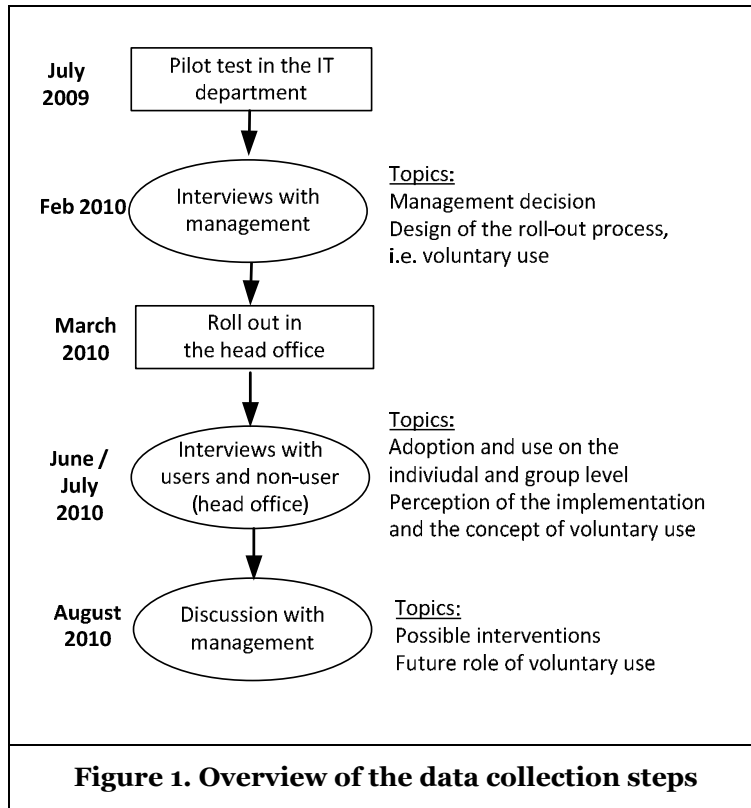 July
2009
Pilot test in the IT
department
Feb 2010
Interviews with
management
Topics:
Management decision
Design of the roll-out process,
i.e. voluntary use
March
2010
Roll out in
the head office
June /
July
2010
Interviews with
users and non-user
(head office)
Topics:
Adoption and use on the
indiviudal and group level
Perception of the implementation
and the concept of voluntary use
August
2010
Discussion with
management
Topics:
Possible interventions
Future role of voluntary use
Figure 1. Overview of the data collection steps